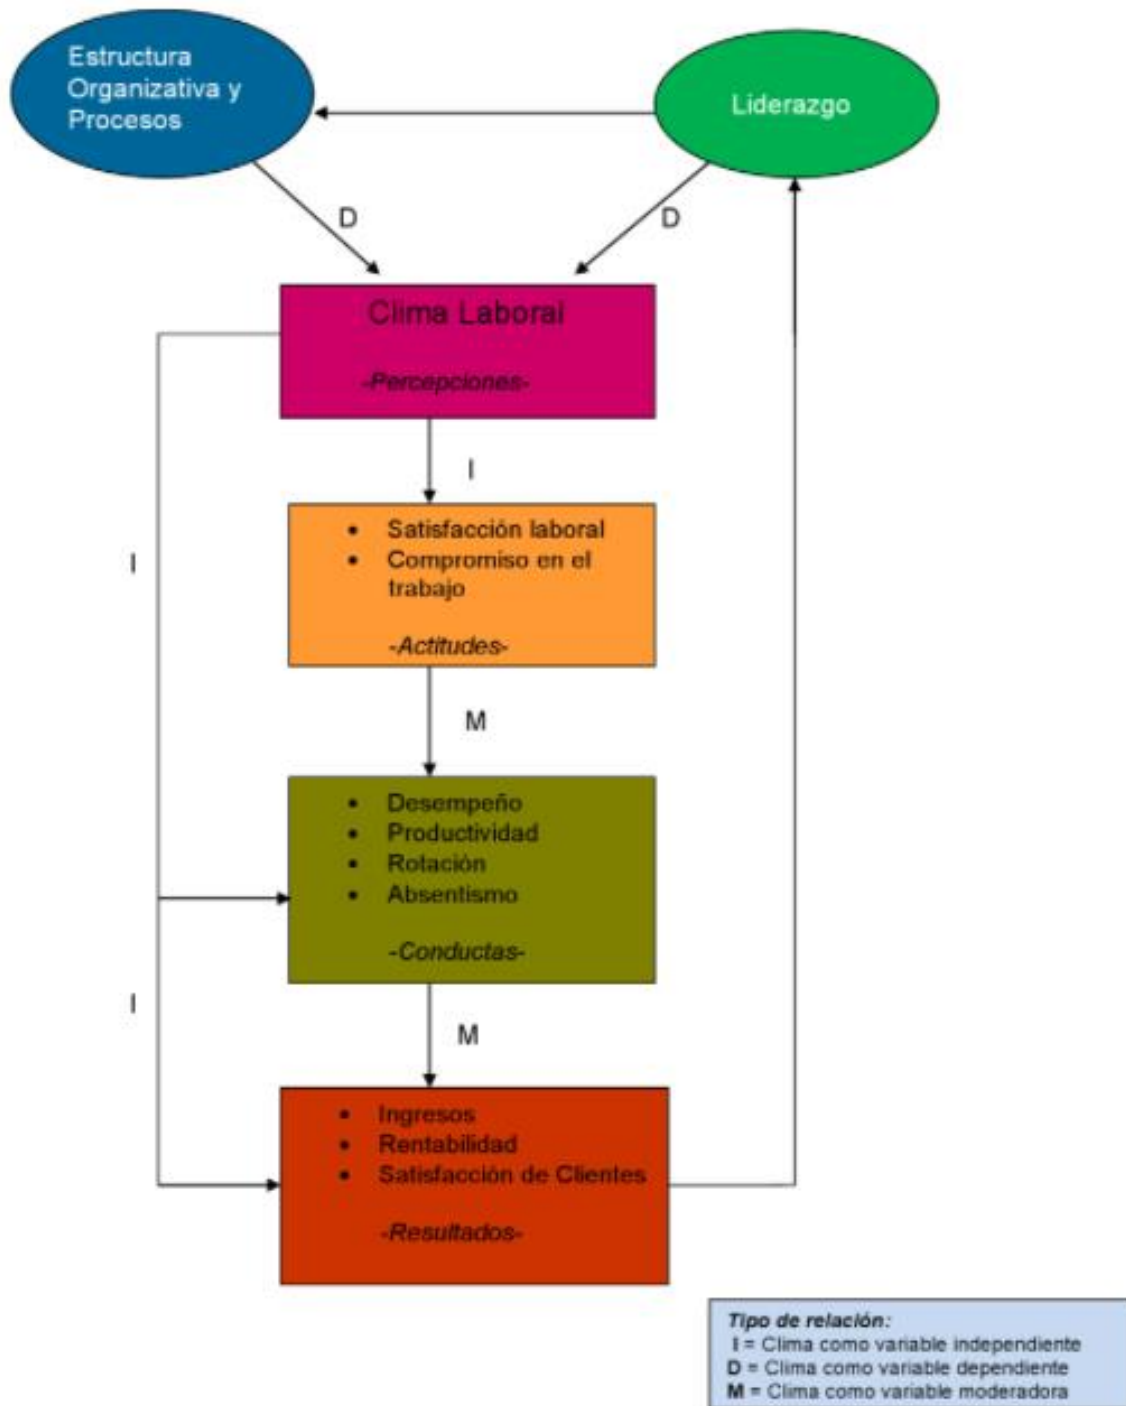 Estructura
Organizativa y
Procesos
Liderazgo
D
D
Clima Laboral
-Percepciones-
I
• Satisfacción laboral
• Compromiso en el
trabajo
-Actitudes-
I
M
• Desempeño
• Productividad
• Rotación
• Absentismo
-Conductas-
I
M
• Ingresos
• Rentabilidad
• Satisfacción de Clientes
-Resultados-
Tipo de relación:
I = Clima como variable independiente
D = Clima como variable dependiente
M = Clima como variable moderadora